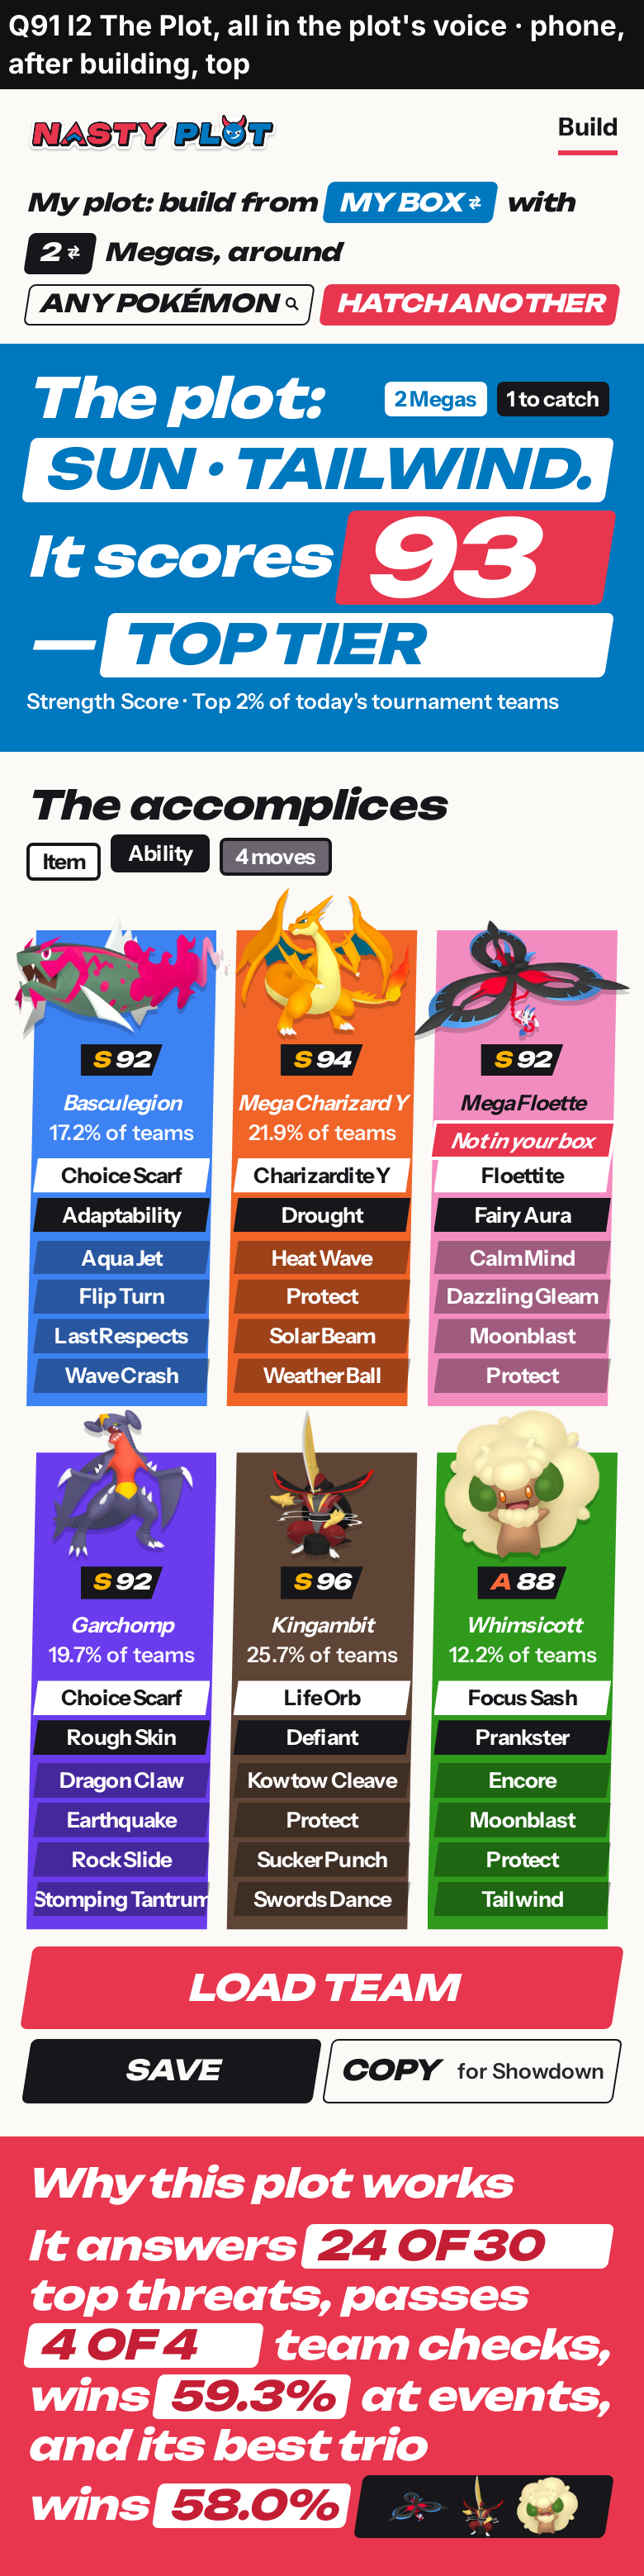 Q91 I2 The Plot, all in the plot's voice · phone,
after building, top
NASTY PLOT
Build
My plot: build from MY BOX ⇄ with
2 ⇄ Megas, around
ANY POKÉMON HATCH ANOTHER
The plot: 2 Megas 1 to catch
SUN · TAILWIND.
It scores 93
— TOP TIER
Strength Score · Top 2% of today's tournament teams
The accomplices
Item Ability 4 moves
S 92
Basculegion
17.2% of teams
Choice Scarf
Adaptability
Aqua Jet
Flip Turn
Last Respects
Wave Crash
S 94
Mega Charizard Y
21.9% of teams
Charizardite Y
Drought
Heat Wave
Protect
Solar Beam
Weather Ball
S 92
Mega Floette
Not in your box
Floettite
Fairy Aura
Calm Mind
Dazzling Gleam
Moonblast
Protect
S 92
Garchomp
19.7% of teams
Choice Scarf
Rough Skin
Dragon Claw
Earthquake
Rock Slide
Stomping Tantrum
S 96
Kingambit
25.7% of teams
Life Orb
Defiant
Kowtow Cleave
Protect
Sucker Punch
Swords Dance
A 88
Whimsicott
12.2% of teams
Focus Sash
Prankster
Encore
Moonblast
Protect
Tailwind
LOAD TEAM
SAVE
COPY for Showdown
Why this plot works
It answers 24 OF 30
top threats, passes
4 OF 4 team checks,
wins 59.3% at events,
and its best trio
wins 58.0%